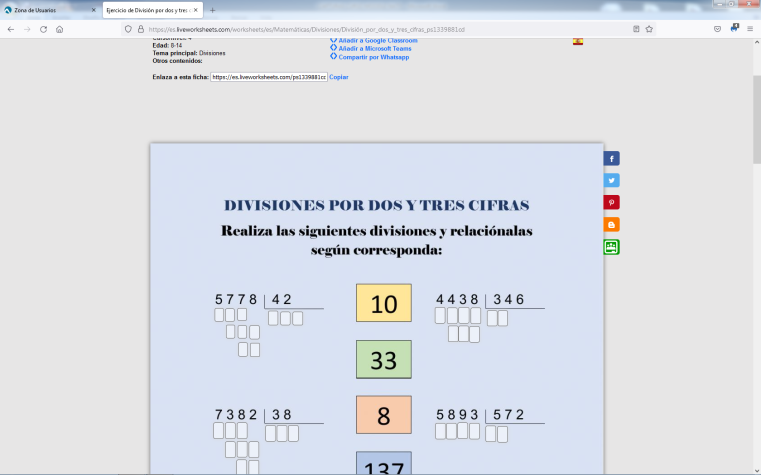 Zona de Usuarios
Ejercicio de División por dos y tres
https://es.liveworksheets.com/worksheets/es/Matemáticas/Divisiones/División_por_dos_y_tres_cifras_ps1339881cd
Edad: 8-14
Tema principal: Divisiones
Otros contenidos:
Añadir a Google Classroom
Añadir a Microsoft Teams
Compartir por Whatsapp
Enlaza a esta ficha: https://es.liveworksheets.com/ps1339881cc Copiar
DIVISIONES POR DOS Y TRES CIFRAS
Realiza las siguientes divisiones y relaciónalas
según corresponda:
5778 42
10
4438 346
33
7382 38
8
5893 572
137